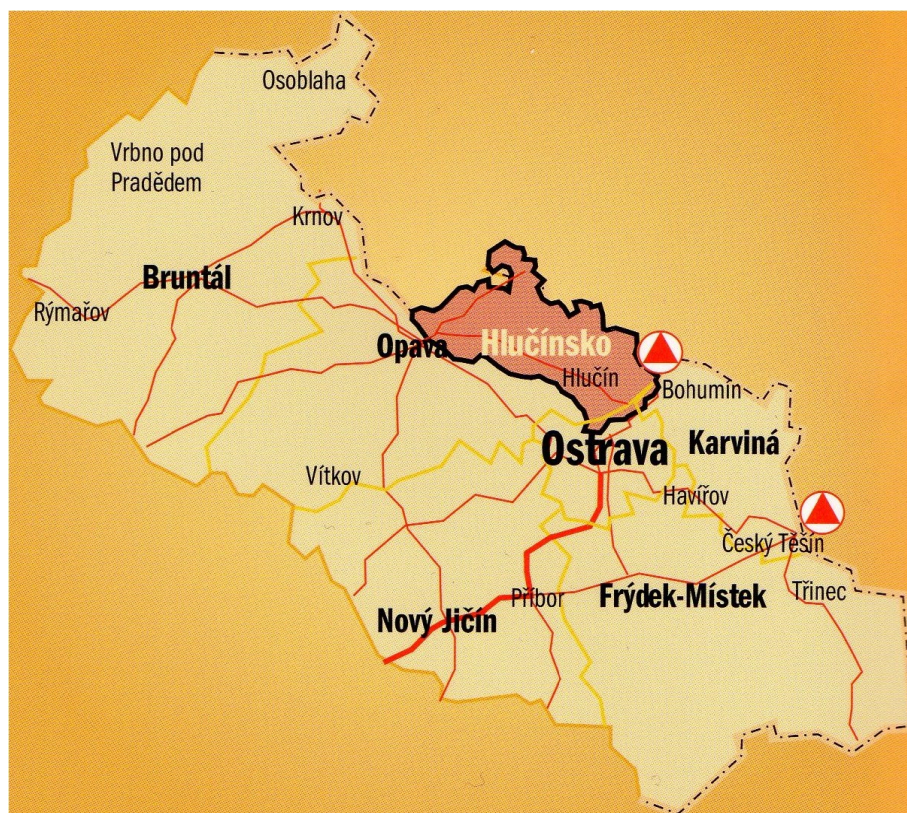 Osoblaha
Vrbno pod
Pradědem
Krnov
Bruntál
Rýmařov
Opava
Hlučínsko
Hlučín
Bohumín
Ostrava
Karviná
Vítkov
Havířov
Český Těšín
Příbor
Frýdek-Místek
Třinec
Nový Jičín